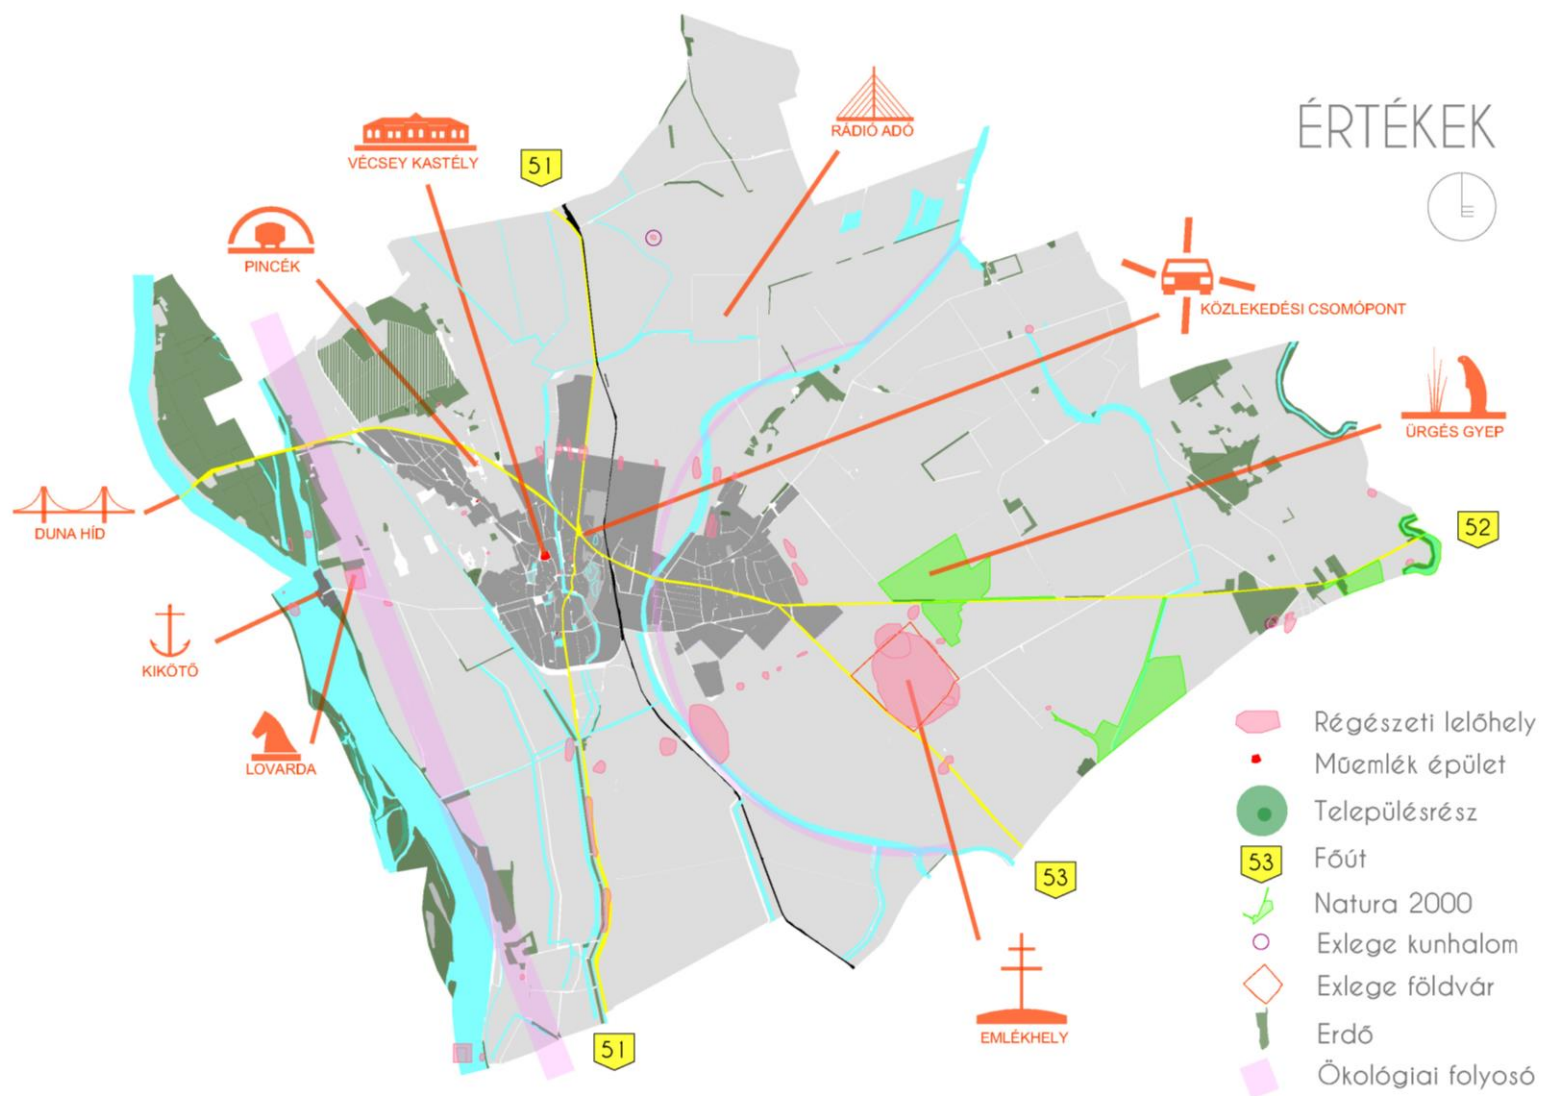 ÉRTÉKEK
RÁDIÓ ADÓ
VÉCSEY KASTÉLY
51
PINCÉK
KÖZLEKEDÉSI CSOMÓPONT
ÜRGÉS GYEP
DUNA HÍD
52
KIKÖTŐ
LOVARDA
Régészeti lelőhely
Műemlék épület
Településrész
53 Főút
53
Natura 2000
Exlege kunhalom
Exlege földvár
EMLÉKHELY
Erdő
51
Ökológiai folyosó